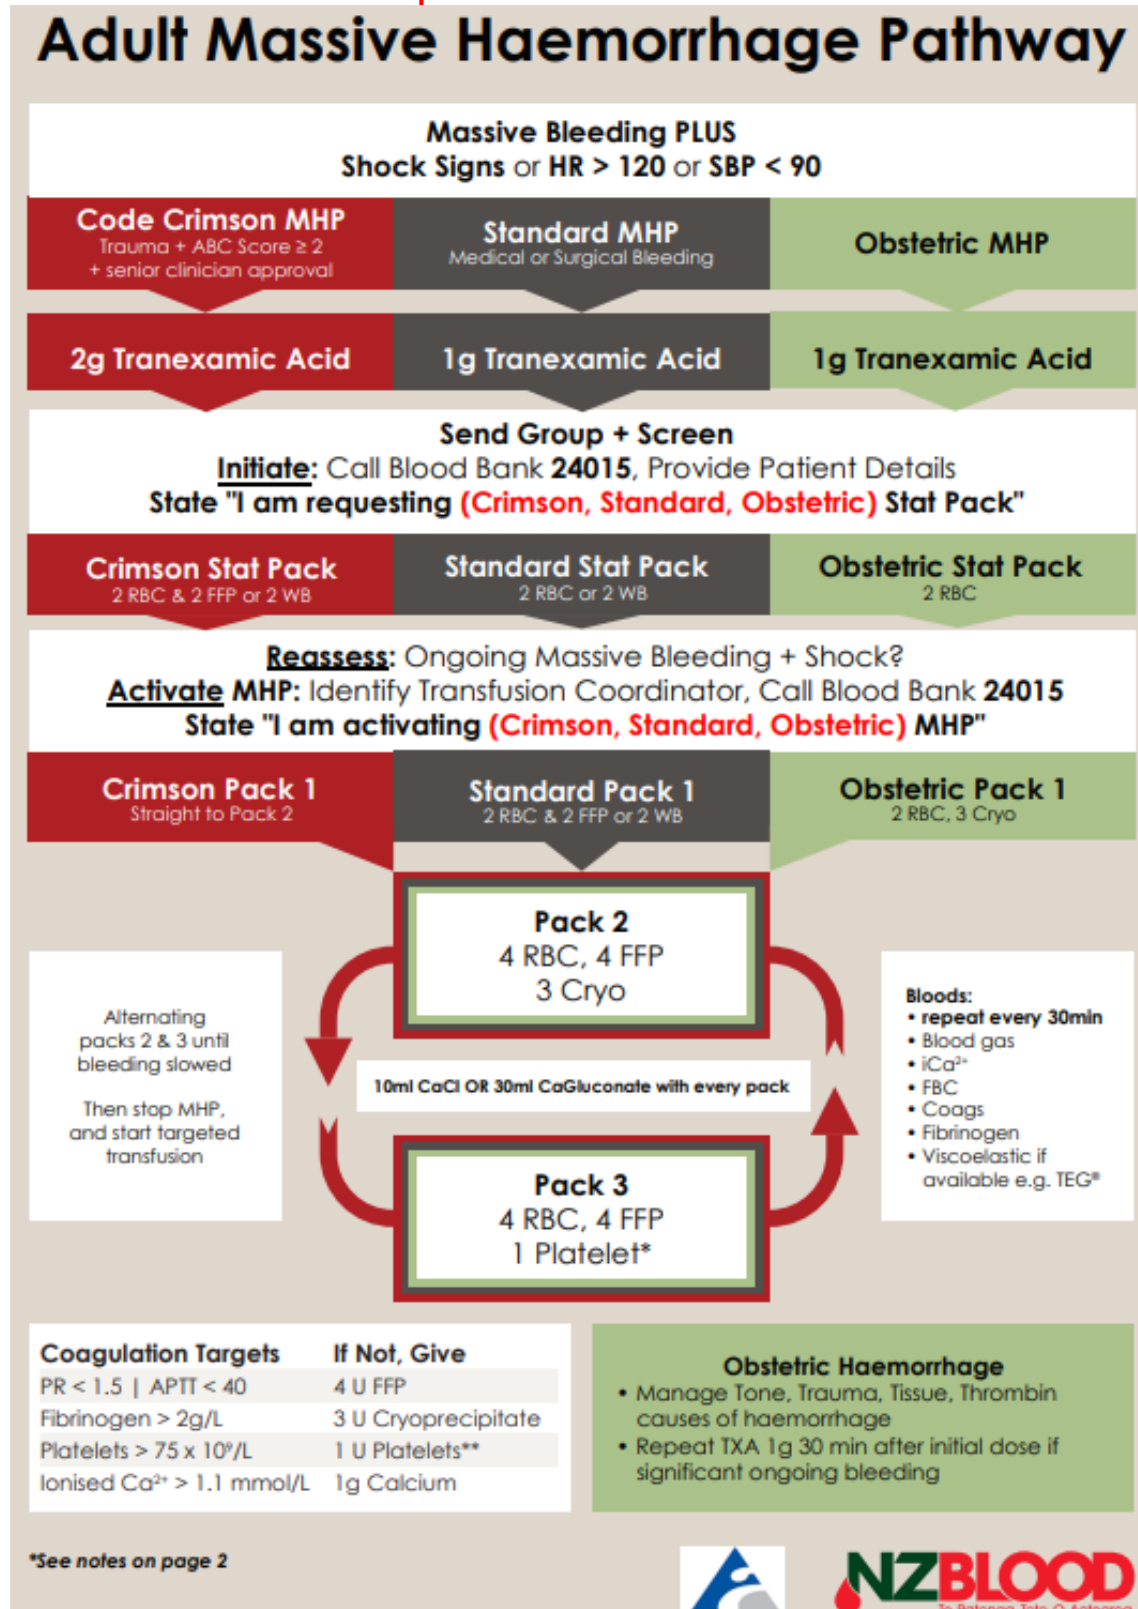 Adult Massive Haemorrhage Pathway
Massive Bleeding PLUS
Shock Signs or HR > 120 or SBP < 90
Code Crimson MHP
Trauma + ABC Score ≥ 2
+ senior clinician approval
Standard MHP
Medical or Surgical Bleeding
Obstetric MHP
2g Tranexamic Acid
1g Tranexamic Acid
1g Tranexamic Acid
Send Group + Screen
Initiate: Call Blood Bank 24015, Provide Patient Details
State "I am requesting (Crimson, Standard, Obstetric) Stat Pack"
Crimson Stat Pack
2 RBC & 2 FFP or 2 WB
Standard Stat Pack
2 RBC or 2 WB
Obstetric Stat Pack
2 RBC
Reassess: Ongoing Massive Bleeding + Shock?
Activate MHP: Identify Transfusion Coordinator, Call Blood Bank 24015
State "I am activating (Crimson, Standard, Obstetric) MHP"
Crimson Pack 1
Straight to Pack 2
Standard Pack 1
2 RBC & 2 FFP or 2 WB
Obstetric Pack 1
2 RBC, 3 Cryo
Pack 2
4 RBC, 4 FFP
3 Cryo
Alternating
packs 2 & 3 until
bleeding slowed
Then stop MHP,
and start targeted
transfusion
10ml CaCl OR 30ml CaGluconate with every pack
Bloods:
• repeat every 30min
• Blood gas
• iCa²⁺
• FBC
• Coags
• Fibrinogen
• Viscoelastic if
available e.g. TEG®
Pack 3
4 RBC, 4 FFP
1 Platelet*
Coagulation Targets If Not, Give
PR < 1.5 | APTT < 40 4 U FFP
Fibrinogen > 2g/L 3 U Cryoprecipitate
Platelets > 75 x 10⁹/L 1 U Platelets**
Ionised Ca²⁺ > 1.1 mmol/L 1g Calcium
Obstetric Haemorrhage
• Manage Tone, Trauma, Tissue, Thrombin
causes of haemorrhage
• Repeat TXA 1g 30 min after initial dose if
significant ongoing bleeding
*See notes on page 2
NZBLOOD